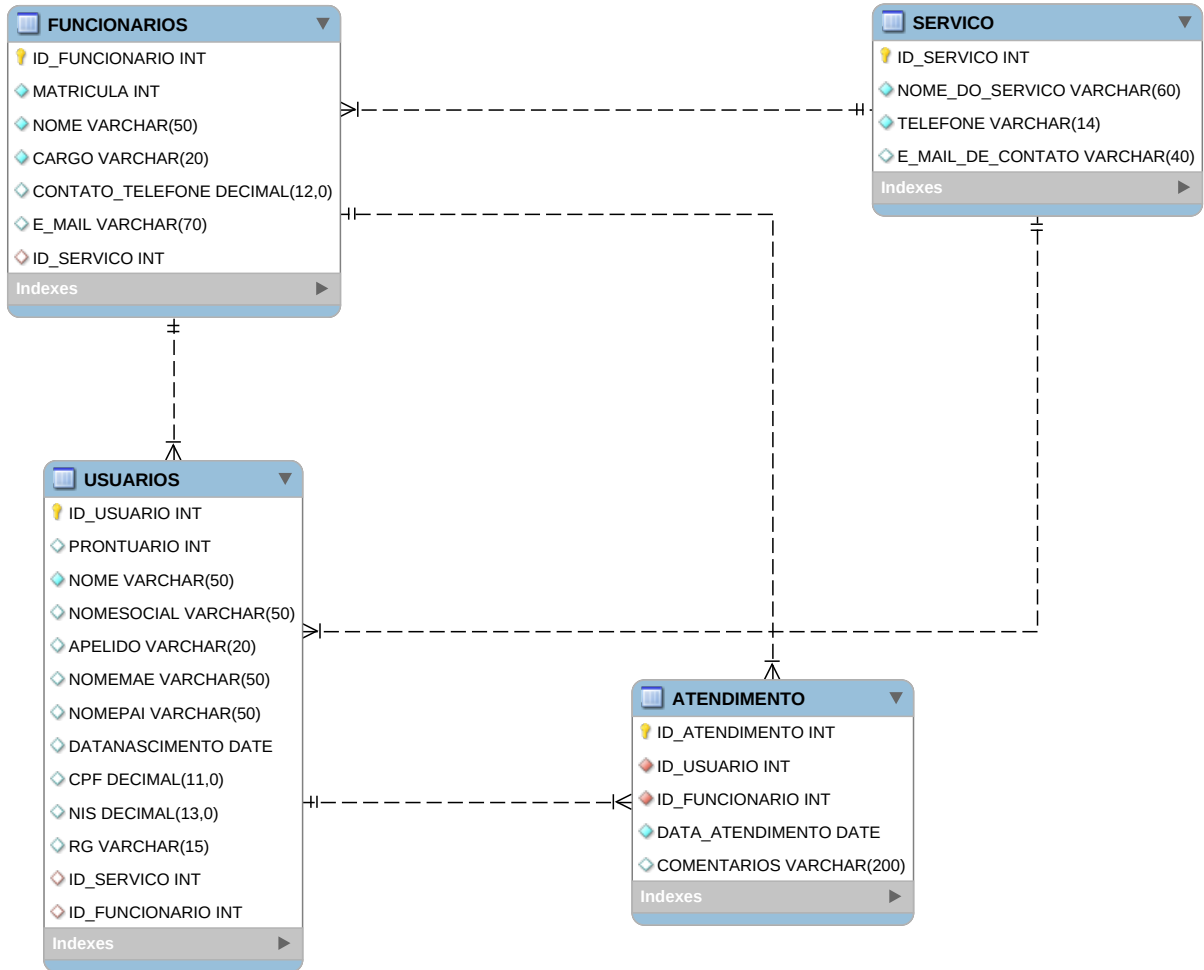 FUNCIONARIOS
ID_FUNCIONARIO INT
MATRICULA INT
NOME VARCHAR(50)
CARGO VARCHAR(20)
CONTATO_TELEFONE DECIMAL(12,0)
E_MAIL VARCHAR(70)
ID_SERVICO INT
Indexes
SERVICO
ID_SERVICO INT
NOME_DO_SERVICO VARCHAR(60)
TELEFONE VARCHAR(14)
E_MAIL_DE_CONTATO VARCHAR(40)
Indexes
USUARIOS
ID_USUARIO INT
PRONTUARIO INT
NOME VARCHAR(50)
NOMESOCIAL VARCHAR(50)
APELIDO VARCHAR(20)
NOMEMAE VARCHAR(50)
NOMEPAI VARCHAR(50)
DATANASCIMENTO DATE
CPF DECIMAL(11,0)
NIS DECIMAL(13,0)
RG VARCHAR(15)
ID_SERVICO INT
ID_FUNCIONARIO INT
Indexes
ATENDIMENTO
ID_ATENDIMENTO INT
ID_USUARIO INT
ID_FUNCIONARIO INT
DATA_ATENDIMENTO DATE
COMENTARIOS VARCHAR(200)
Indexes